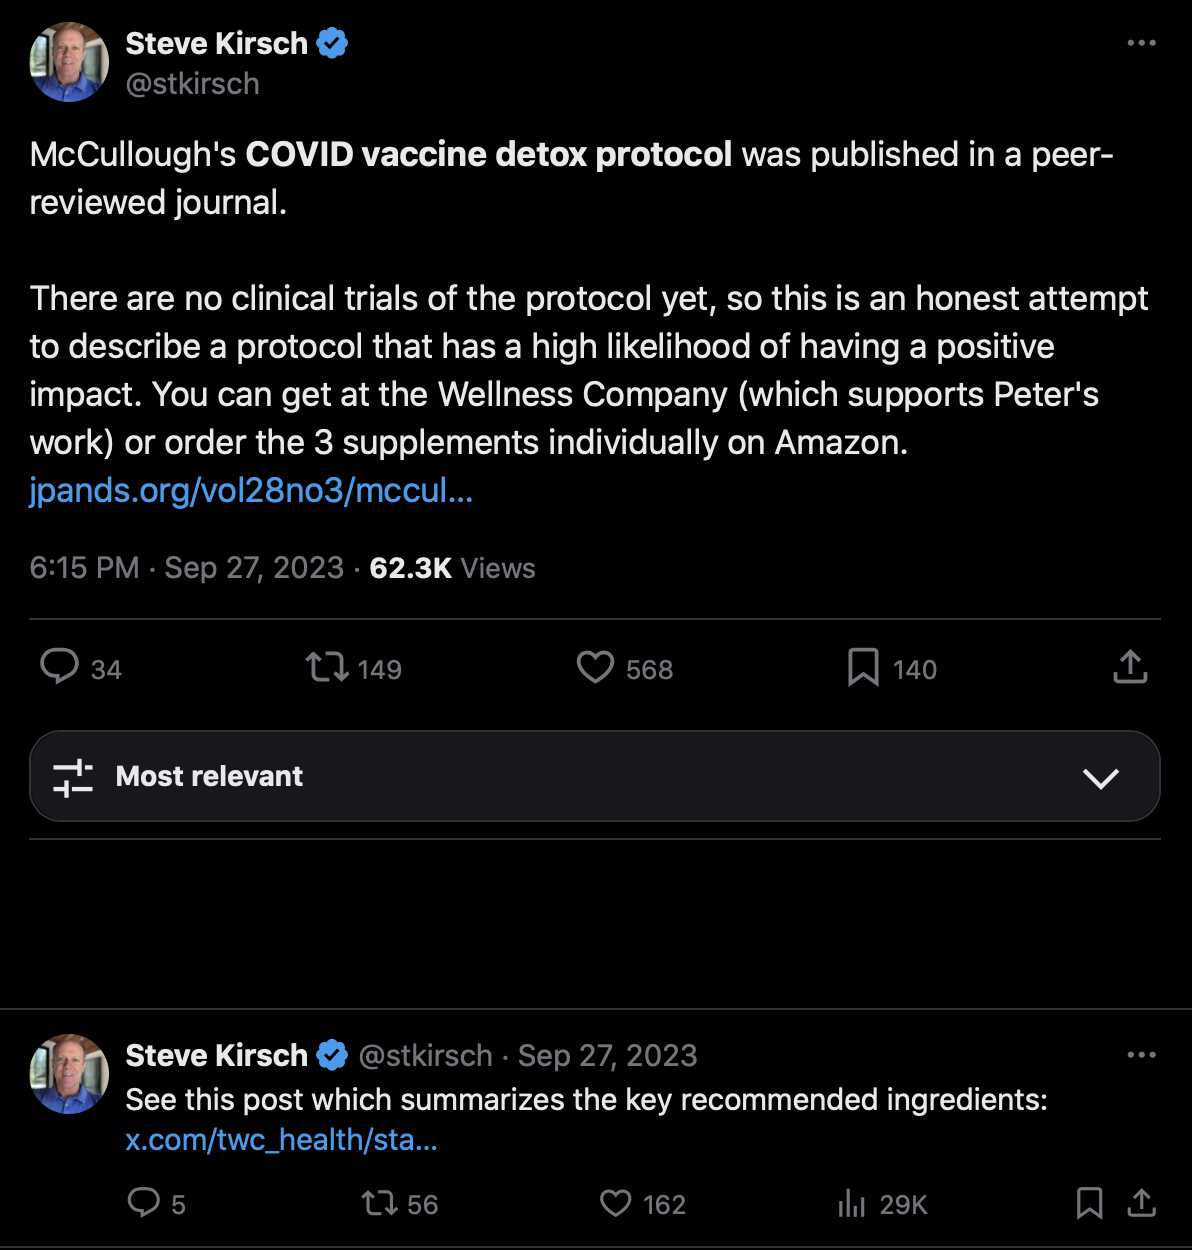 Steve Kirsch
@stkirsch
McCullough's COVID vaccine detox protocol was published in a peer-
reviewed journal.
There are no clinical trials of the protocol yet, so this is an honest attempt
to describe a protocol that has a high likelihood of having a positive
impact. You can get at the Wellness Company (which supports Peter's
work) or order the 3 supplements individually on Amazon.
jpands.org/vol28no3/mccul...
6:15 PM · Sep 27, 2023 · 62.3K Views
34 149 568 140
Most relevant
Steve Kirsch @stkirsch · Sep 27, 2023
See this post which summarizes the key recommended ingredients:
x.com/twc_health/sta...
5 56 162 29K